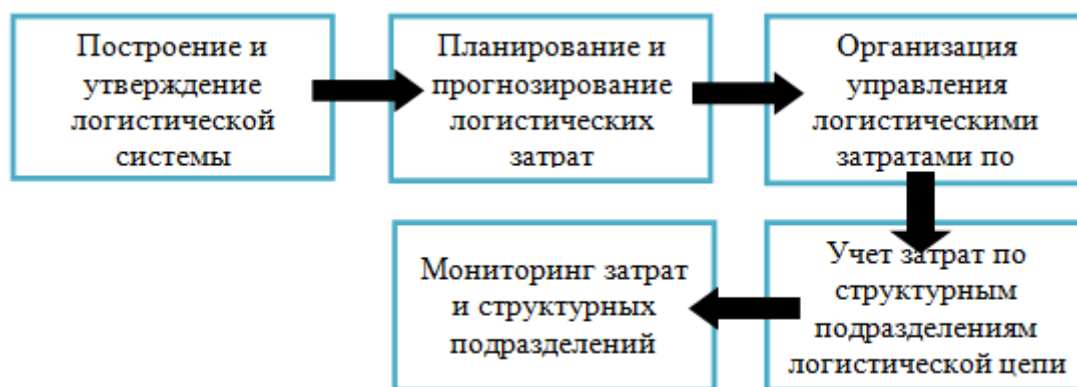 Построение и
утверждение
логистической
системы
Планирование и
прогнозирование
логистических
затрат
Организация
управления
логистическими
затратами по
Учет затрат по
структурным
подразделениям
логистической цепи
Мониторинг затрат
и структурных
подразделений